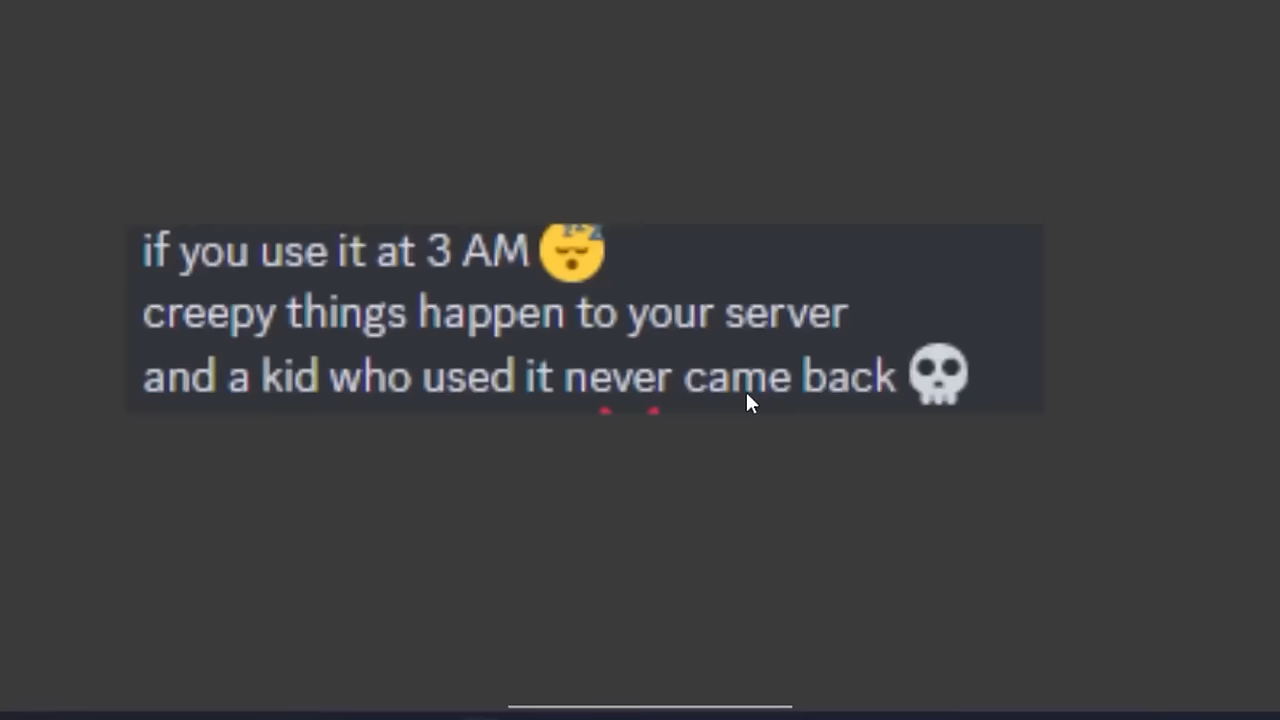 if you use it at 3 AM 😴
creepy things happen to your server
and a kid who used it never came back 💀